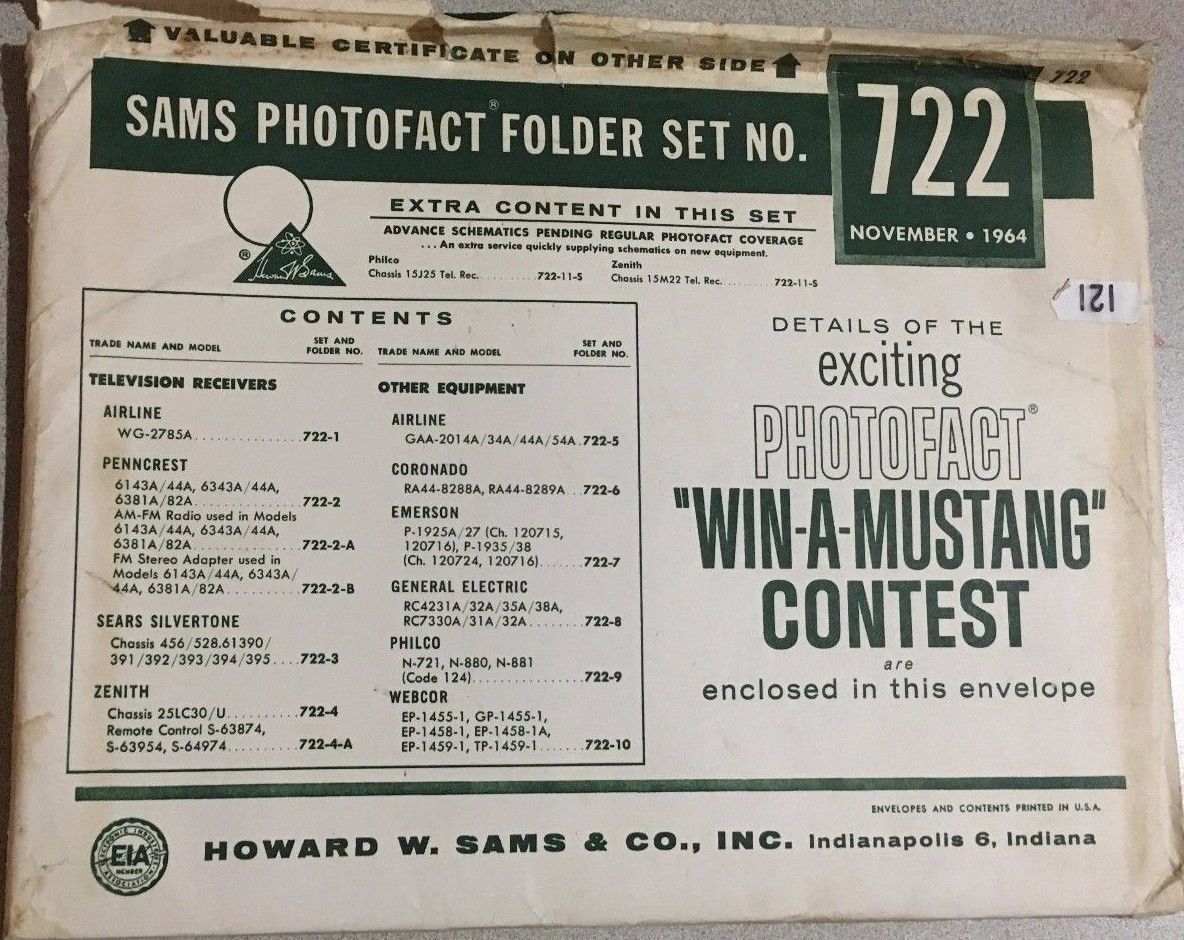 VALUABLE CERTIFICATE ON OTHER SIDE
722
SAMS PHOTOFACT® FOLDER SET NO.
722
NOVEMBER • 1964
®
Howard W. Sams
EXTRA CONTENT IN THIS SET
ADVANCE SCHEMATICS PENDING REGULAR PHOTOFACT COVERAGE
...An extra service quickly supplying schematics on new equipment.
Philco
Chassis 15J25 Tel. Rec. ......... 722-11-S
Zenith
Chassis 15M22 Tel. Rec. ......... 722-11-S
121
CONTENTS
TRADE NAME AND MODEL
SET AND
FOLDER NO.
TELEVISION RECEIVERS
AIRLINE
WG-2785A .............. 722-1
PENNCREST
6143A/44A, 6343A/44A,
6381A/82A .............. 722-2
AM-FM Radio used in Models
6143A/44A, 6343A/44A,
6381A/82A .............. 722-2-A
FM Stereo Adapter used in
Models 6143A/44A, 6343A/
44A, 6381A/82A ......... 722-2-B
SEARS SILVERTONE
Chassis 456/528.61390/
391/392/393/394/395 .... 722-3
ZENITH
Chassis 25LC30/U .......... 722-4
Remote Control S-63874,
S-63954, S-64974 .......... 722-4-A
TRADE NAME AND MODEL
SET AND
FOLDER NO.
OTHER EQUIPMENT
AIRLINE
GAA-2014A/34A/44A/54A . 722-5
CORONADO
RA44-8288A, RA44-8289A .. 722-6
EMERSON
P-1925A/27 (Ch. 120715,
120716), P-1935/38
(Ch. 120724, 120716) ....... 722-7
GENERAL ELECTRIC
RC4231A/32A/35A/38A,
RC7330A/31A/32A ........ 722-8
PHILCO
N-721, N-880, N-881
(Code 124) ................ 722-9
WEBCOR
EP-1455-1, GP-1455-1,
EP-1458-1, EP-1458-1A,
EP-1459-1, TP-1459-1 ....... 722-10
DETAILS OF THE
exciting
PHOTOFACT®
"WIN-A-MUSTANG"
CONTEST
are
enclosed in this envelope
ENVELOPES AND CONTENTS PRINTED IN U.S.A.
ELECTRONIC INDUSTRIES ASSOCIATION
EIA
MEMBER
HOWARD W. SAMS & CO., INC. Indianapolis 6, Indiana